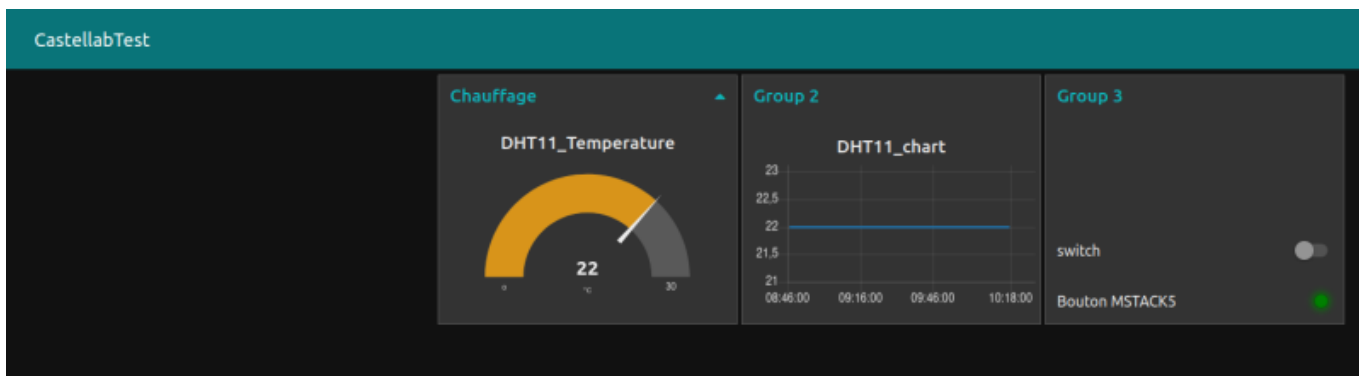 CastellabTest
Chauffage
DHT11_Temperature
22
0
°C
30
Group 2
DHT11_chart
23
22,5
22
21,5
21
08:46:00 09:16:00 09:46:00 10:18:00
Group 3
switch
Bouton MSTACK5